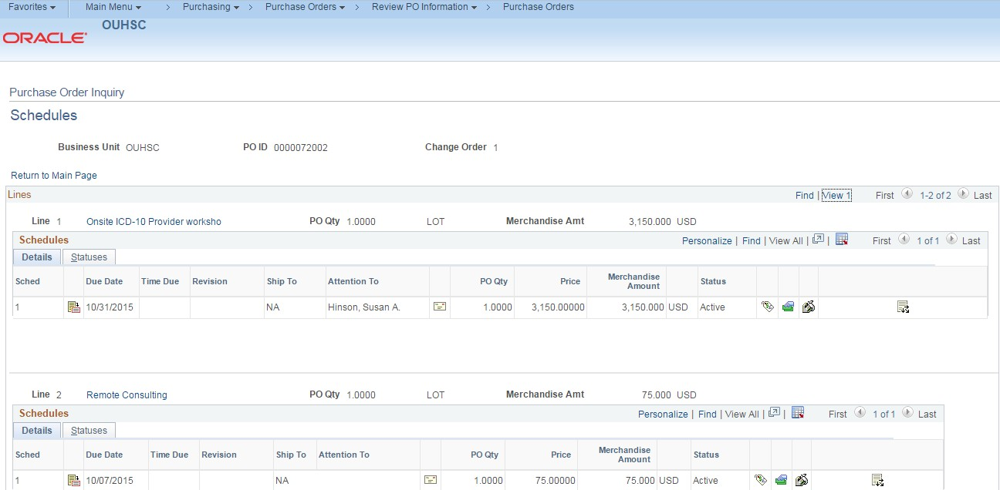 Favorites Main Menu > Purchasing > Purchase Orders > Review PO Information > Purchase Orders
OUHSC
ORACLE
Purchase Order Inquiry
Schedules
Business Unit OUHSC PO ID 0000072002 Change Order 1
Return to Main Page
Lines Find | View 1 First 1-2 of 2 Last
Line 1 Onsite ICD-10 Provider worksho PO Qty 1.0000 LOT Merchandise Amt 3,150.000 USD
Schedules Personalize | Find | View All | | First 1 of 1 Last
Details Statuses
Sched Due Date Time Due Revision Ship To Attention To PO Qty Price Merchandise Amount Status
1 10/31/2015 NA Hinson, Susan A. 1.0000 3,150.00000 3,150.000 USD Active
Line 2 Remote Consulting PO Qty 1.0000 LOT Merchandise Amt 75.000 USD
Schedules Personalize | Find | View All | | First 1 of 1 Last
Details Statuses
Sched Due Date Time Due Revision Ship To Attention To PO Qty Price Merchandise Amount Status
1 10/07/2015 NA 1.0000 75.00000 75.000 USD Active